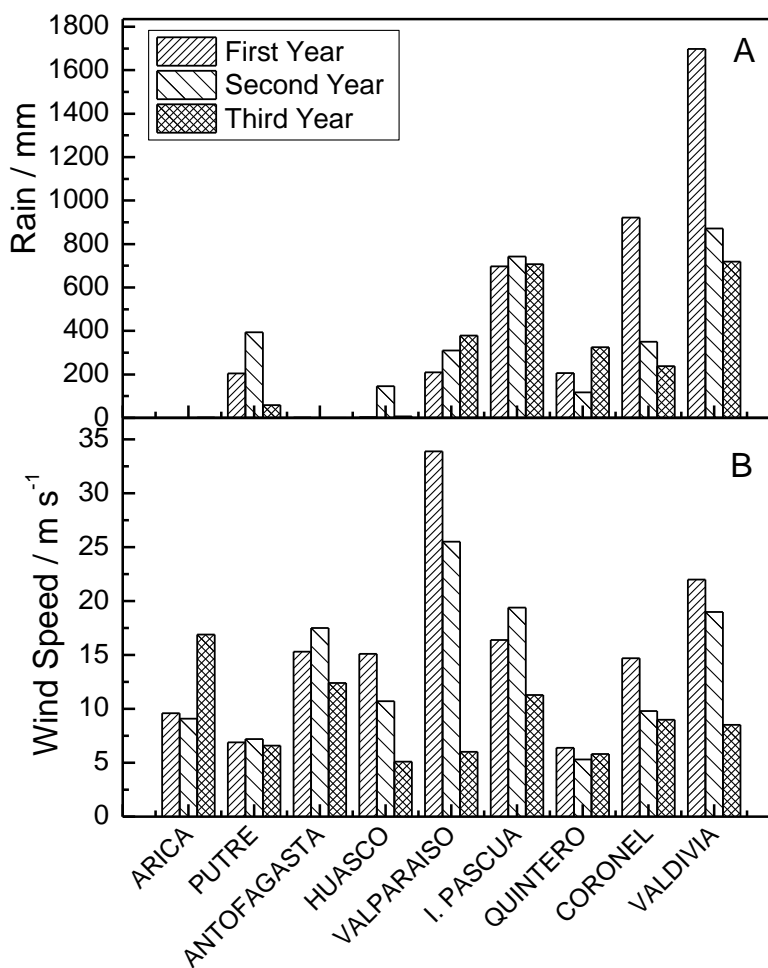 A
First Year
Second Year
Third Year
Rain / mm
1800
1600
1400
1200
1000
800
600
400
200
0
B
Wind Speed / m s⁻¹
35
30
25
20
15
10
5
0
ARICA
PUTRE
ANTOFAGASTA
HUASCO
VALPARAISO
I. PASCUA
QUINTERO
CORONEL
VALDIVIA